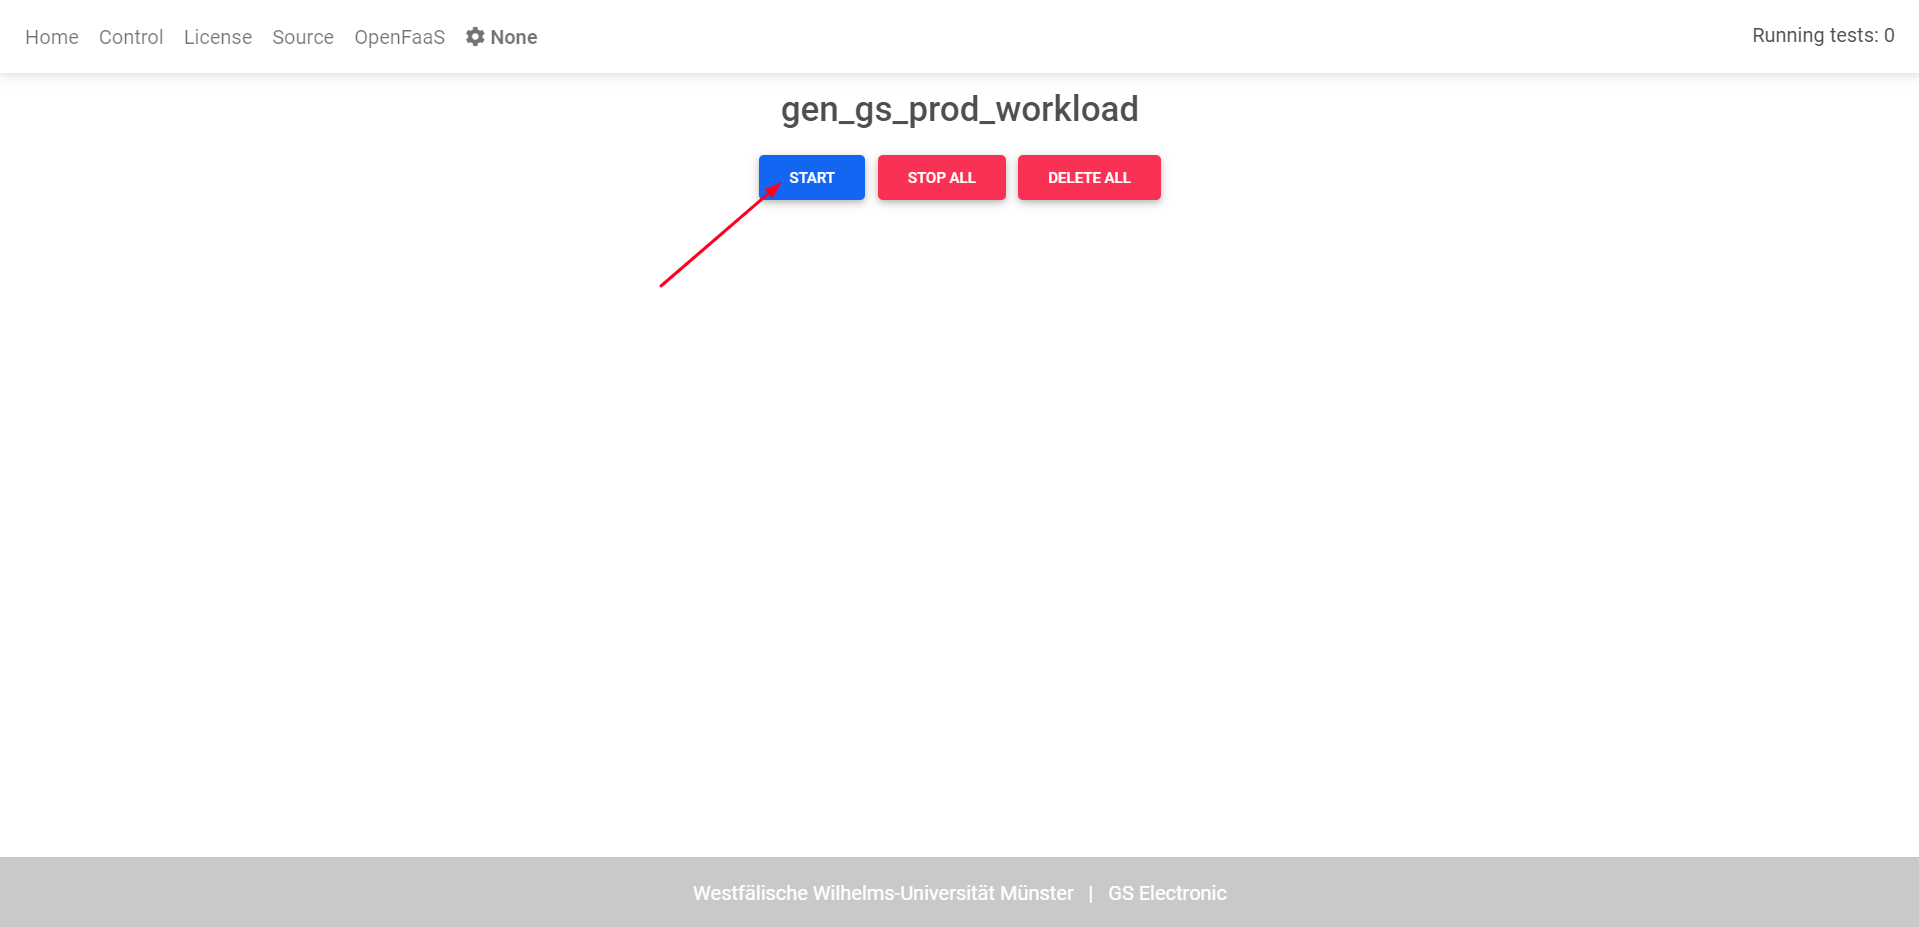 Home Control License Source OpenFaaS None Running tests: 0
gen_gs_prod_workload
START STOP ALL DELETE ALL
Westfälische Wilhelms-Universität Münster | GS Electronic